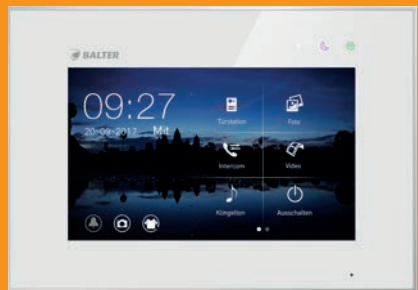 BALTER
09:27
20-09-2017 Mit
Türstation
Foto
Intercom
Video
Klingelton
Ausschalten